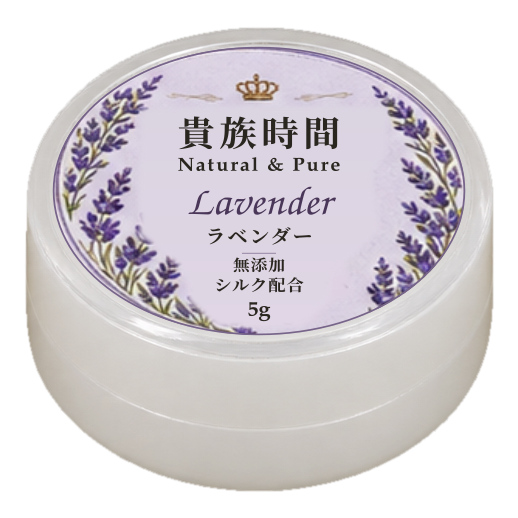 貴族時間
Natural & Pure
Lavender
ラベンダー
無添加
シルク配合
5g